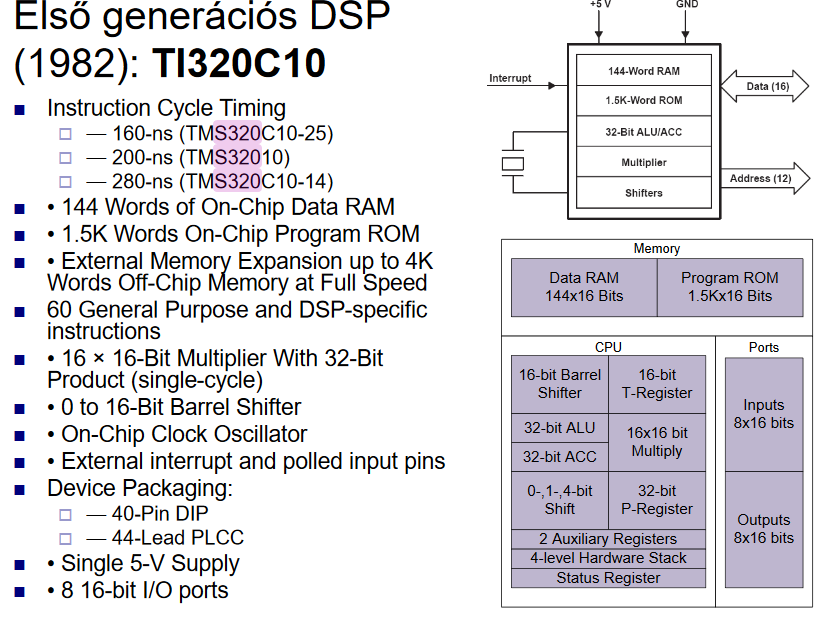 Első generációs DSP
(1982): TI320C10
Instruction Cycle Timing
— 160-ns (TMS320C10-25)
— 200-ns (TMS32010)
— 280-ns (TMS320C10-14)
• 144 Words of On-Chip Data RAM
• 1.5K Words On-Chip Program ROM
• External Memory Expansion up to 4K
Words Off-Chip Memory at Full Speed
60 General Purpose and DSP-specific
instructions
• 16 × 16-Bit Multiplier With 32-Bit
Product (single-cycle)
• 0 to 16-Bit Barrel Shifter
• On-Chip Clock Oscillator
• External interrupt and polled input pins
Device Packaging:
— 40-Pin DIP
— 44-Lead PLCC
• Single 5-V Supply
• 8 16-bit I/O ports
+5 V
GND
Interrupt
144-Word RAM
1.5K-Word ROM
32-Bit ALU/ACC
Multiplier
Shifters
Data (16)
Address (12)
Memory
Data RAM
144x16 Bits
Program ROM
1.5Kx16 Bits
CPU
16-bit Barrel
Shifter
16-bit
T-Register
32-bit ALU
32-bit ACC
16x16 bit
Multiply
0-,1-,4-bit
Shift
32-bit
P-Register
2 Auxiliary Registers
4-level Hardware Stack
Status Register
Ports
Inputs
8x16 bits
Outputs
8x16 bits